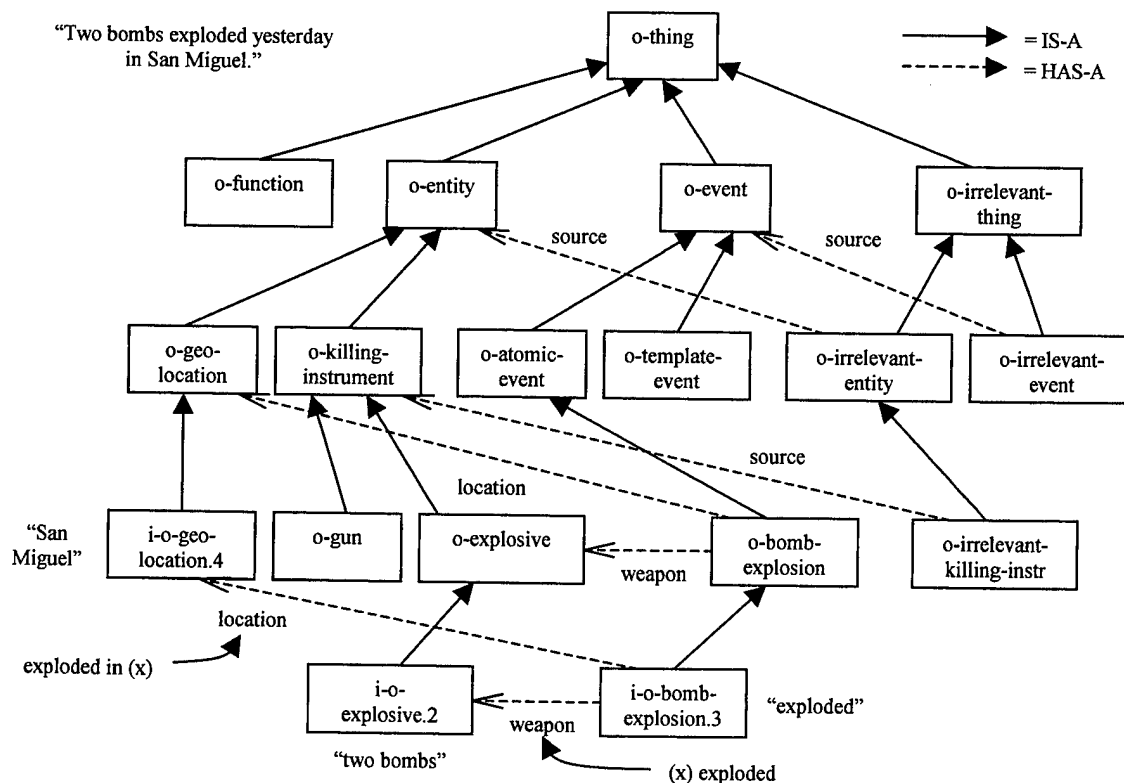 “Two bombs exploded yesterday
in San Miguel.”
o-thing
= IS-A
= HAS-A
o-function
o-entity
o-event
o-irrelevant-
thing
source
source
o-geo-
location
o-killing-
instrument
o-atomic-
event
o-template-
event
o-irrelevant-
entity
o-irrelevant-
event
source
location
“San
Miguel”
i-o-geo-
location.4
o-gun
o-explosive
weapon
o-bomb-
explosion
o-irrelevant-
killing-instr
location
exploded in (x)
i-o-
explosive.2
weapon
i-o-bomb-
explosion.3
“exploded”
“two bombs”
(x) exploded